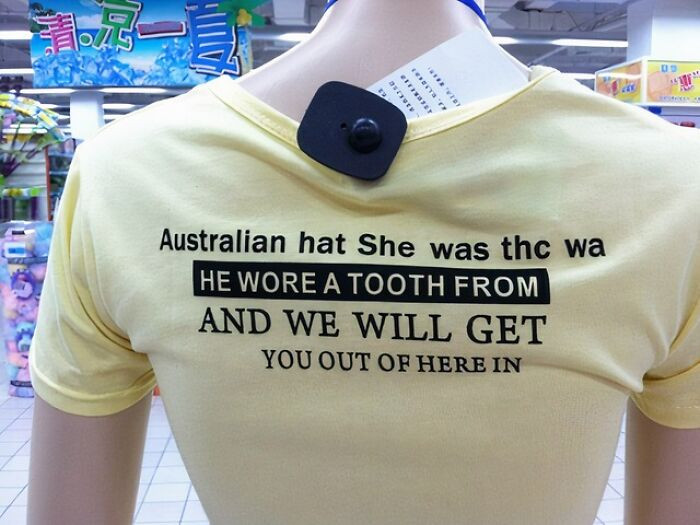 清凉一夏
Australian hat She was thc wa
HE WORE A TOOTH FROM
AND WE WILL GET
YOU OUT OF HERE IN